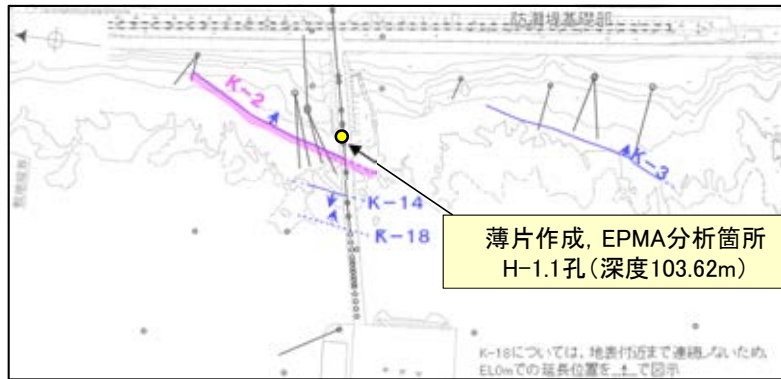 防潮堤基礎部
K-2
K-3
K-14
K-18
薄片作成, EPMA分析箇所
H-1.1孔(深度103.62m)
K-18については、地表付近まで連続しないため、
EL0mでの延長位置を で図示